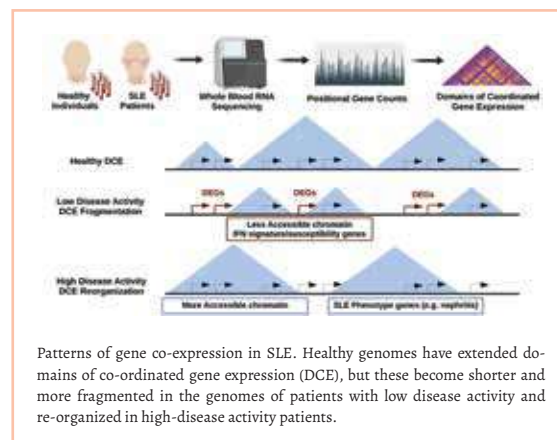 Healthy Individuals
SLE Patients
Whole Blood RNA Sequencing
Positional Gene Counts
Domains of Coordinated Gene Expression
Healthy DCE
Low Disease Activity
DCE Fragmentation
DEGs
DEGs
DEGs
Less Accessible chromatin
IFN signature/susceptibility genes
High Disease Activity
DCE Reorganization
More Accessible chromatin
SLE Phenotype genes (e.g. nephritis)
Patterns of gene co-expression in SLE. Healthy genomes have extended do-
mains of co-ordinated gene expression (DCE), but these become shorter and
more fragmented in the genomes of patients with low disease activity and
re-organized in high-disease activity patients.